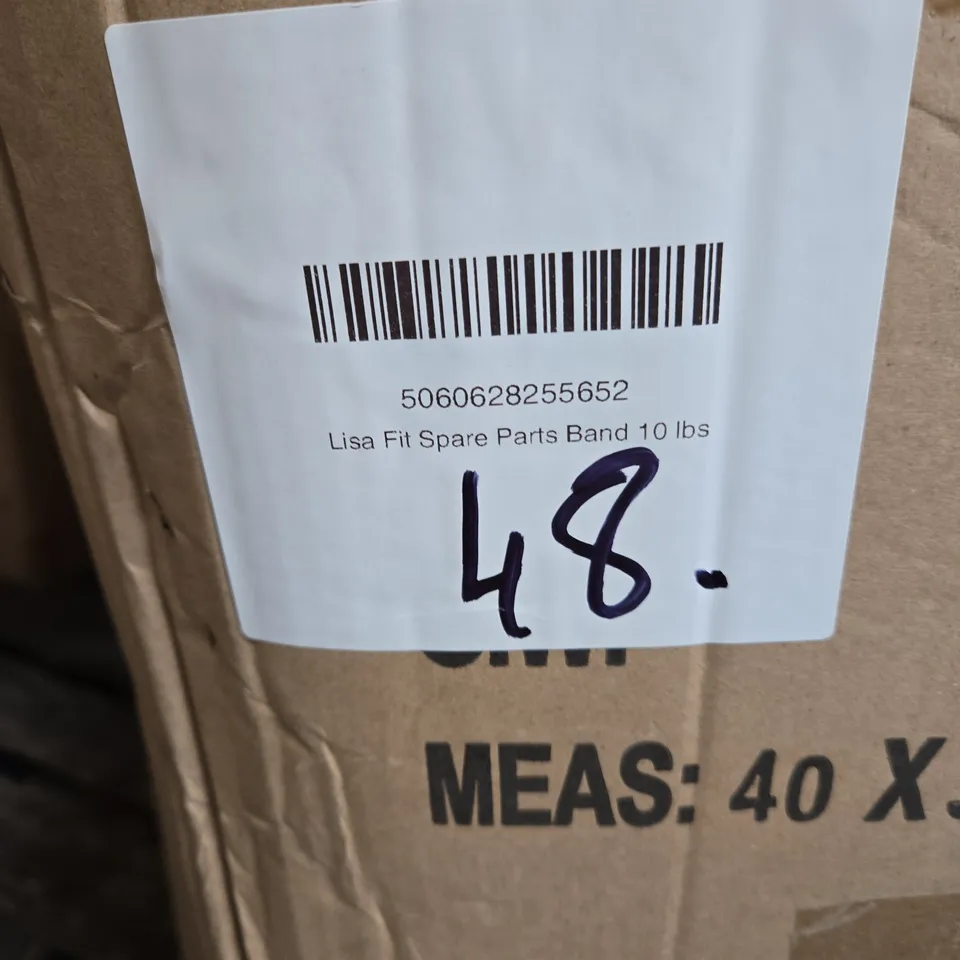 5060628255652
Lisa Fit Spare Parts Band 10 lbs
48.
MEAS: 40 X